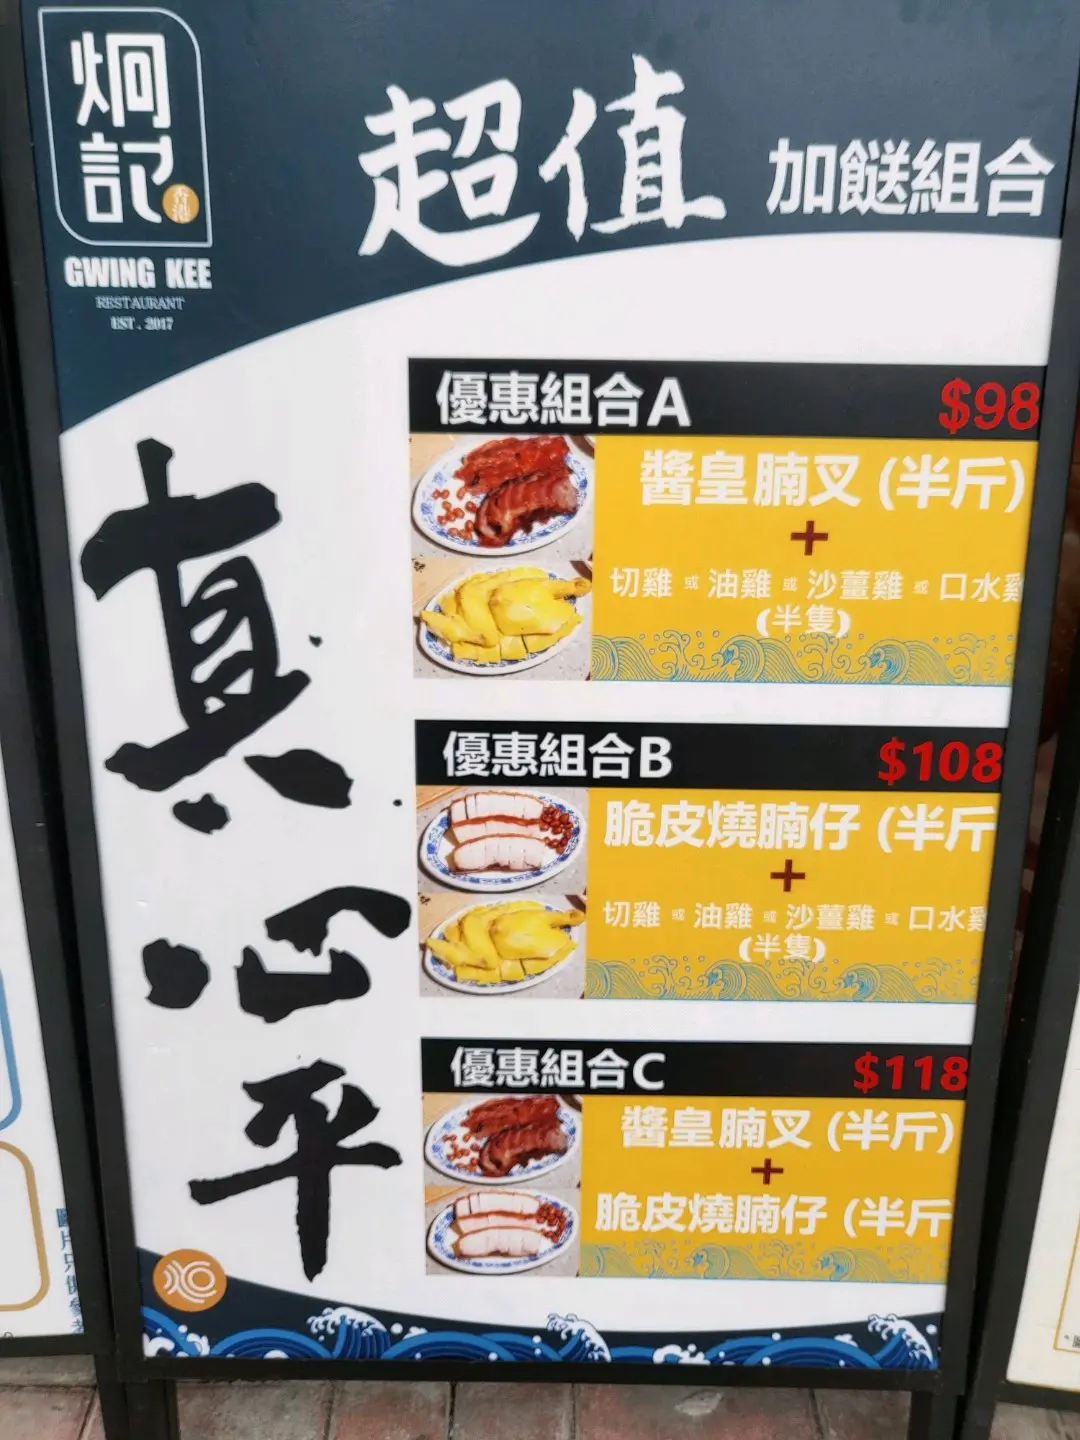 炯記
香港
GWING KEE
RESTAURANT
EST. 2017
超值 加餸組合
真心平
優惠組合A $98
醬皇腩叉 (半斤)
+
切雞 或 油雞 或 沙薑雞 或 口水雞
(半隻)
優惠組合B $108
脆皮燒腩仔 (半斤
+
切雞 或 油雞 或 沙薑雞 或 口水雞
(半隻)
優惠組合C $118
醬皇腩叉 (半斤)
+
脆皮燒腩仔 (半斤